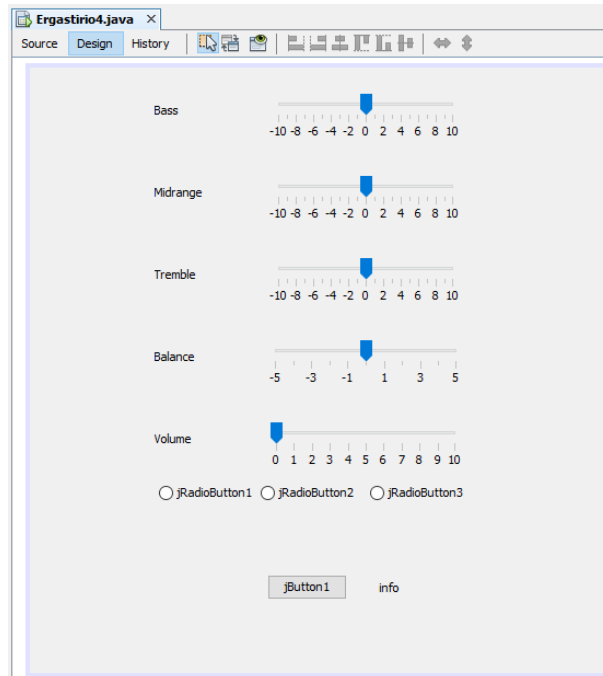 Ergastirio4.java ×
Source Design History
Bass
-10 -8 -6 -4 -2 0 2 4 6 8 10
Midrange
-10 -8 -6 -4 -2 0 2 4 6 8 10
Tremble
-10 -8 -6 -4 -2 0 2 4 6 8 10
Balance
-5 -3 -1 1 3 5
Volume
0 1 2 3 4 5 6 7 8 9 10
jRadioButton1 jRadioButton2 jRadioButton3
jButton1 info